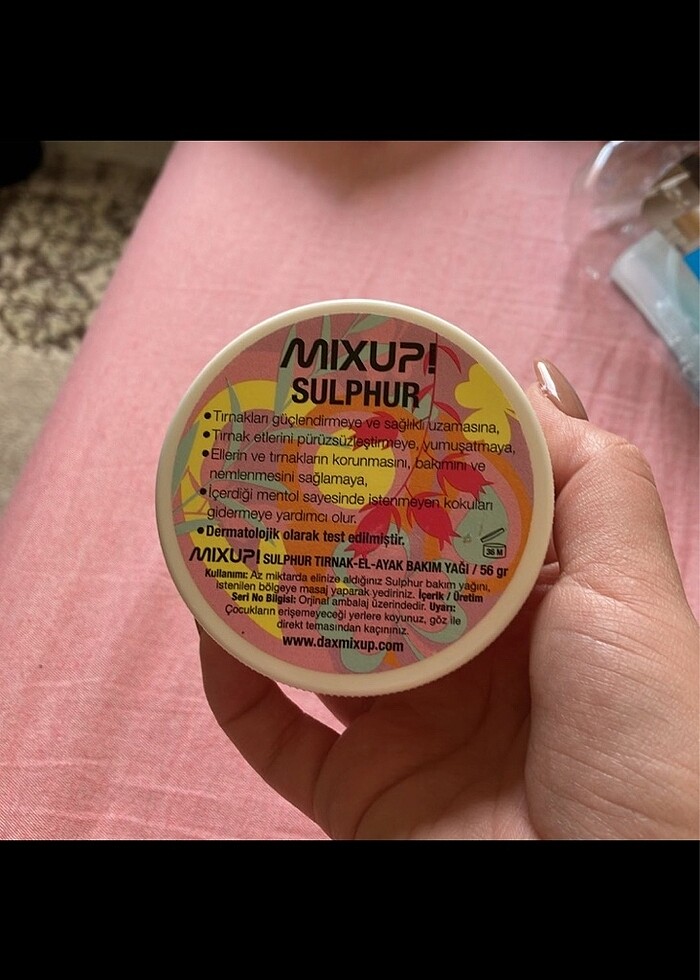 MIXUP!
SULPHUR
•Tırnakları güçlendirmeye ve sağlıklı uzamasına,
•Tırnak etlerini pürüzsüzleştirmeye, yumuşatmaya,
•Ellerin ve tırnakların korunmasını, bakımını ve
nemlenmesini sağlamaya,
•İçerdiği mentol sayesinde istenmeyen kokuları
gidermeye yardımcı olur.
•Dermatolojik olarak test edilmiştir.
36 M
MIXUP! SULPHUR TIRNAK-EL-AYAK BAKIM YAĞI / 56 gr
Kullanımı: Az miktarda elinize aldığınız Sulphur bakım yağını,
istenilen bölgeye masaj yaparak yediriniz. İçerik / Üretim
Seri No Bilgisi: Orjinal ambalaj üzerindedir. Uyarı:
Çocukların erişemeyeceği yerlere koyunuz, göz ile
direkt temasından kaçınınız.
www.daxmixup.com